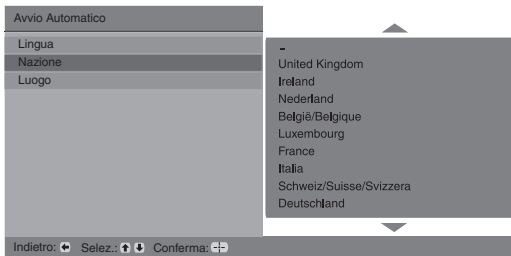 Avvio Automatico
Lingua
Nazione
Luogo
-
United Kingdom
Ireland
Nederland
België/Belgique
Luxembourg
France
Italia
Schweiz/Suisse/Svizzera
Deutschland
Indietro: Selez.: Conferma: